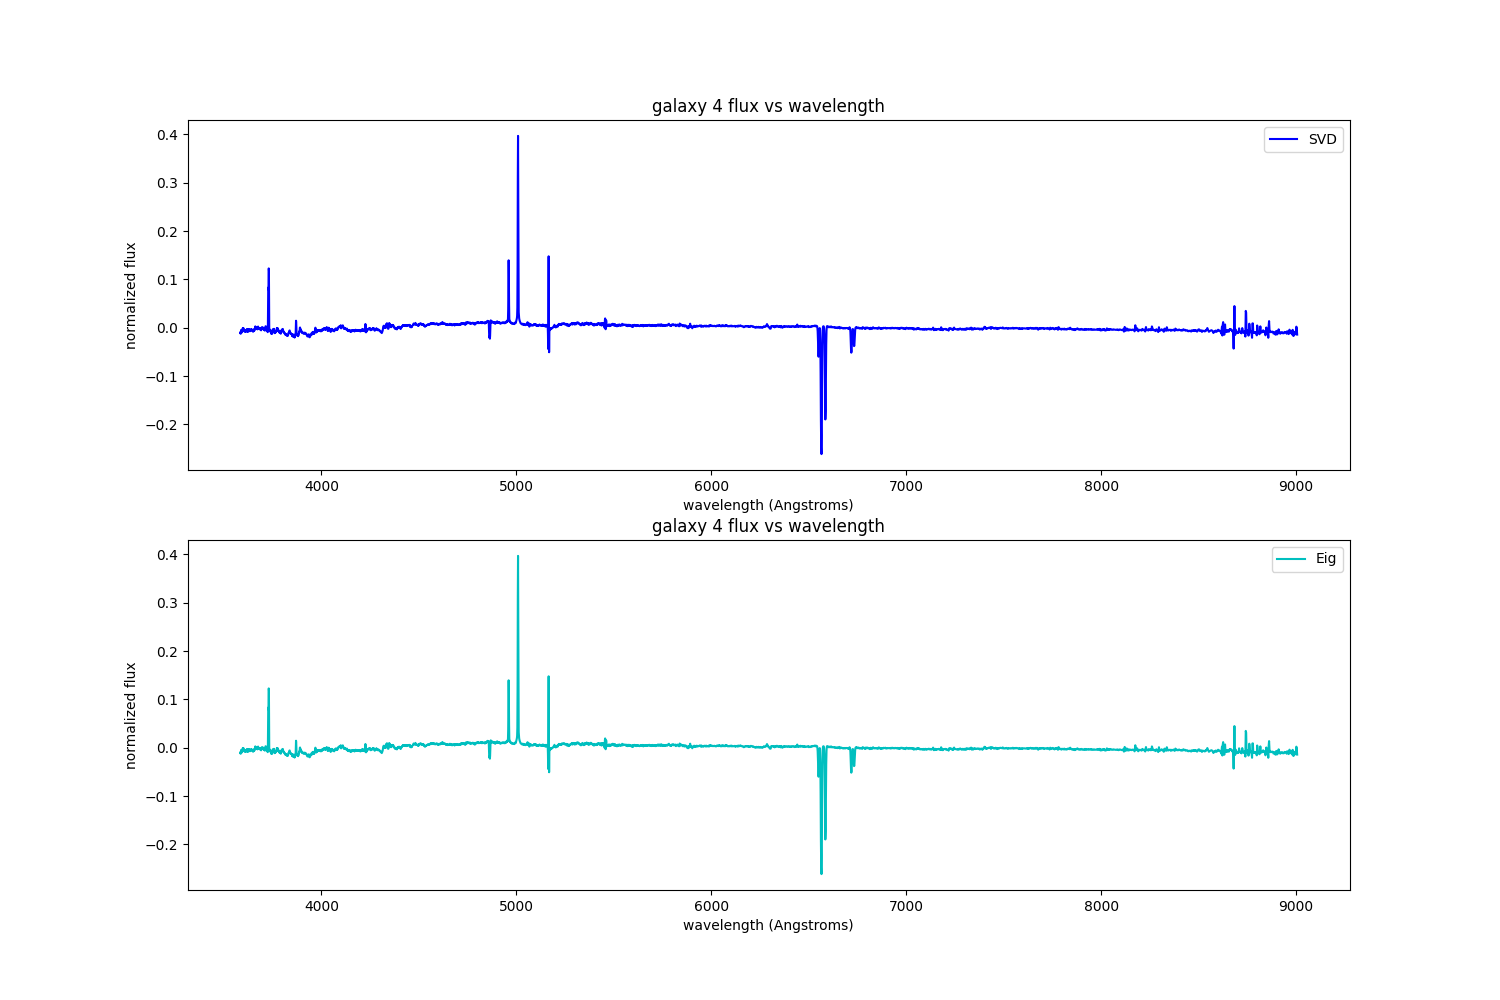 galaxy 4 flux vs wavelength
SVD
0.4
0.3
0.2
0.1
0.0
−0.1
−0.2
normalized flux
4000 5000 6000 7000 8000 9000
wavelength (Angstroms)
galaxy 4 flux vs wavelength
Eig
0.4
0.3
0.2
0.1
0.0
−0.1
−0.2
normalized flux
4000 5000 6000 7000 8000 9000
wavelength (Angstroms)